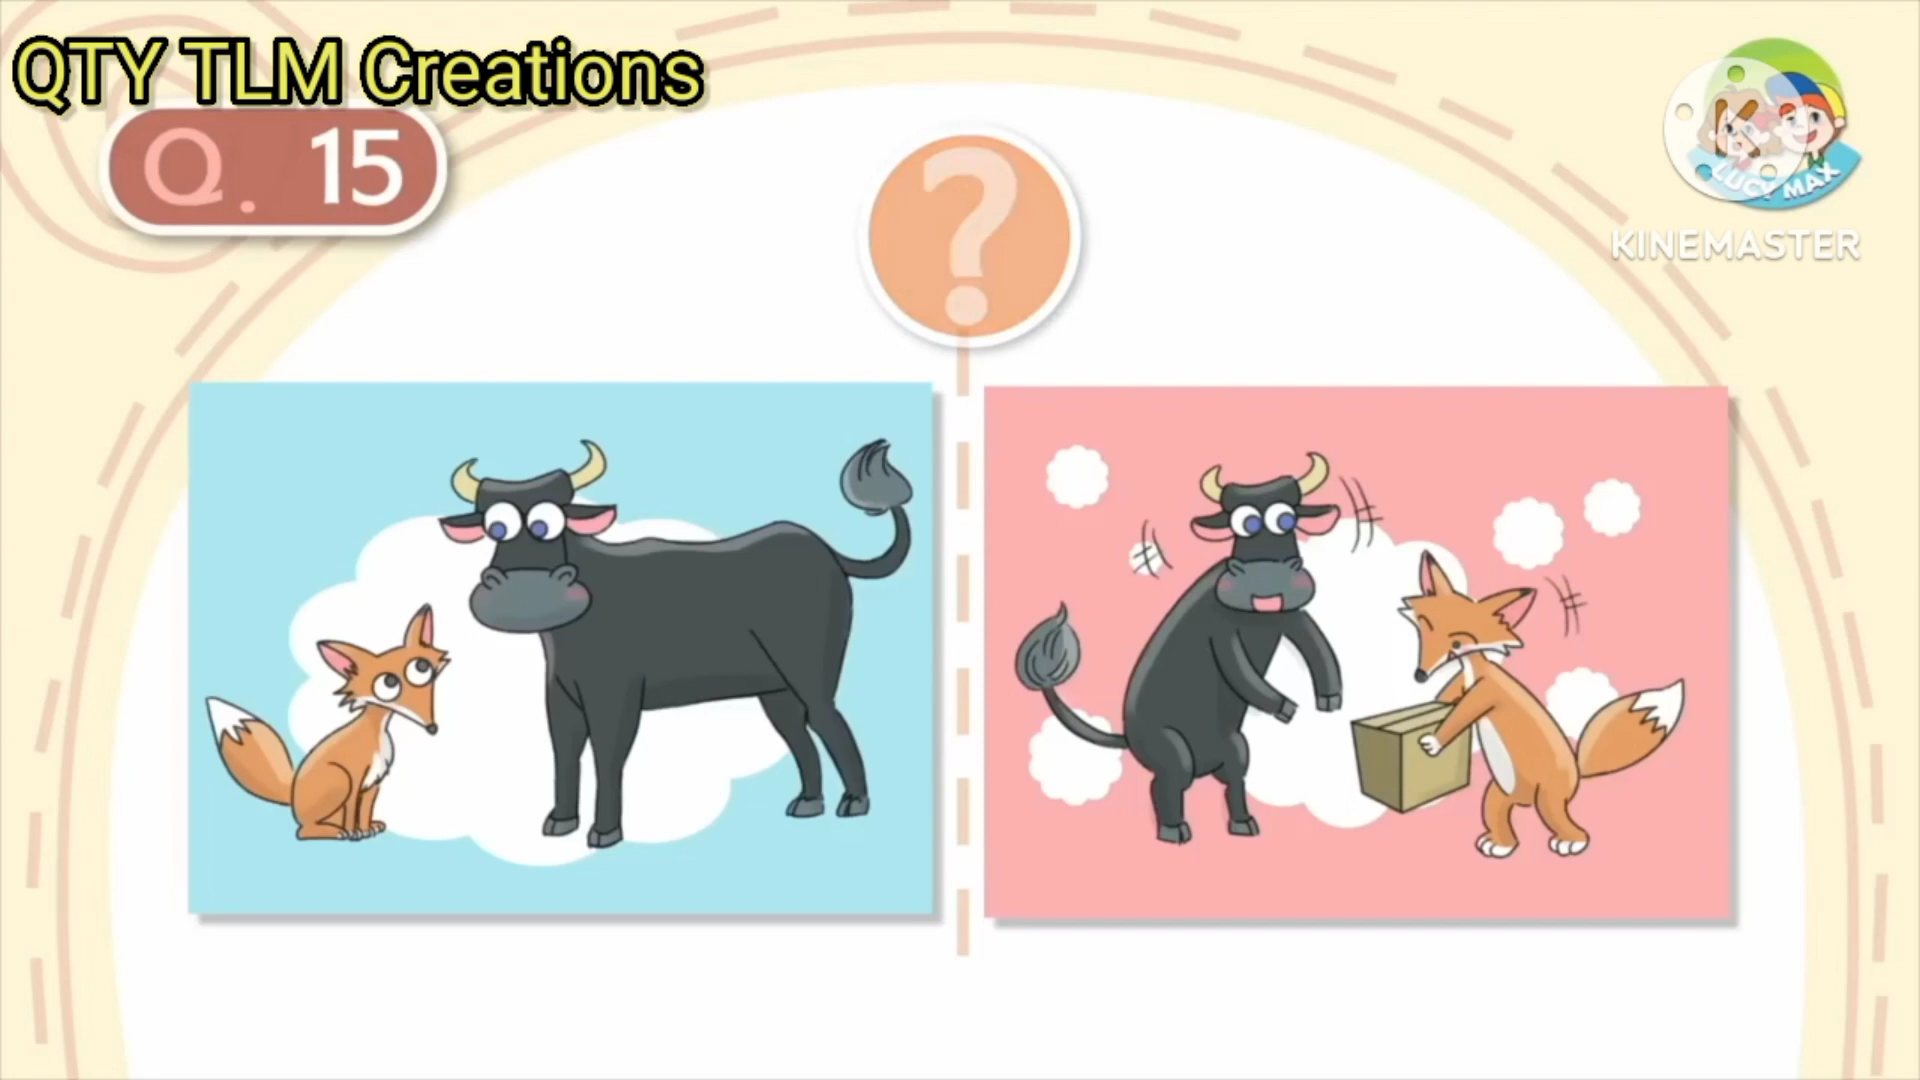 QTY TLM Creations
Q. 15
?
K
LUCY MAX
KINEMASTER